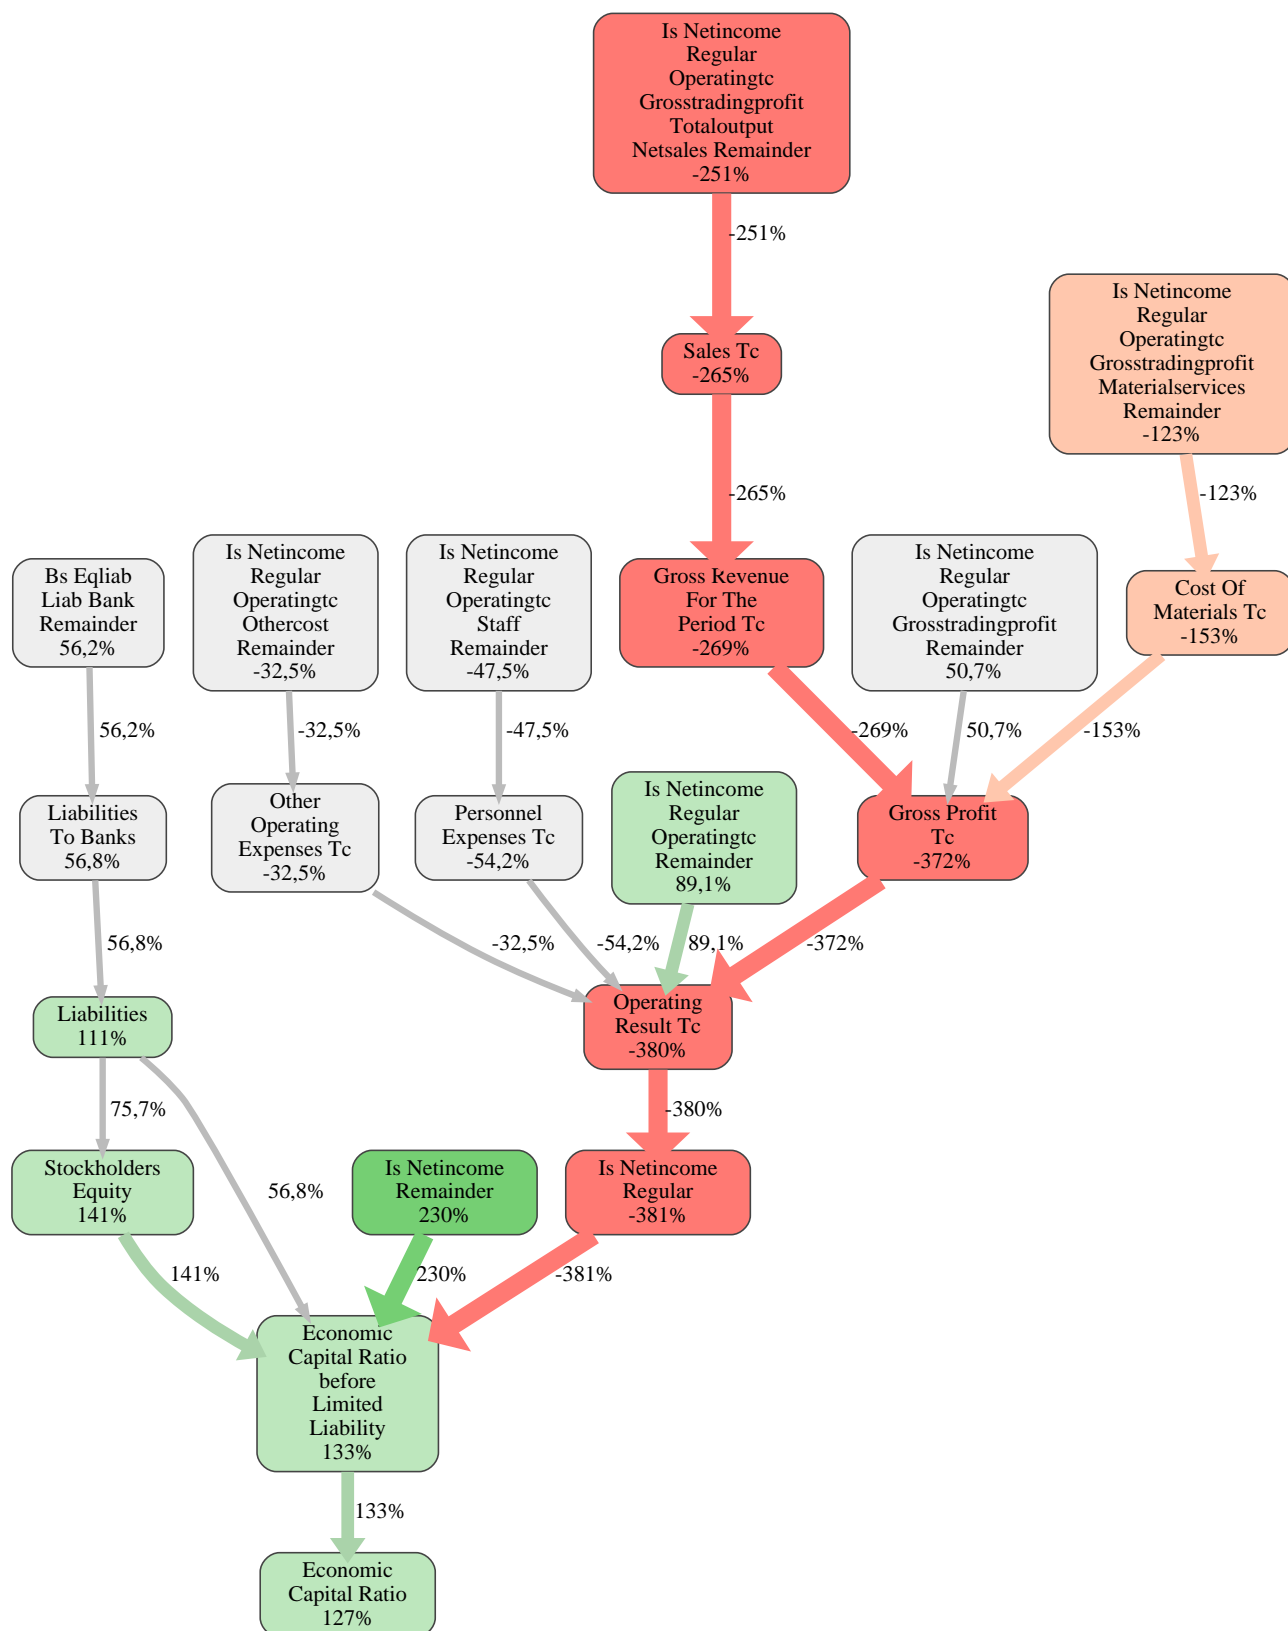 Is Netincome
Regular
Operatingtc
Grosstradingprofit
Totaloutput
Netsales Remainder
-251%
-251%
Is Netincome
Regular
Operatingtc
Grosstradingprofit
Materialservices
Remainder
-123%
Sales Tc
-265%
-265%
-123%
Bs Eqliab
Liab Bank
Remainder
56,2%
Is Netincome
Regular
Operatingtc
Othercost
Remainder
-32,5%
Is Netincome
Regular
Operatingtc
Staff
Remainder
-47,5%
Gross Revenue
For The
Period Tc
-269%
Is Netincome
Regular
Operatingtc
Grosstradingprofit
Remainder
50,7%
Cost Of
Materials Tc
-153%
56,2%
-32,5%
-47,5%
-269%
50,7%
-153%
Liabilities
To Banks
56,8%
Other
Operating
Expenses Tc
-32,5%
Personnel
Expenses Tc
-54,2%
Is Netincome
Regular
Operatingtc
Remainder
89,1%
Gross Profit
Tc
-372%
56,8%
-32,5%
-54,2%
89,1%
-372%
Liabilities
111%
Operating
Result Tc
-380%
75,7%
-380%
Stockholders
Equity
141%
56,8%
Is Netincome
Remainder
230%
Is Netincome
Regular
-381%
141%
230%
-381%
Economic
Capital Ratio
before
Limited
Liability
133%
133%
Economic
Capital Ratio
127%